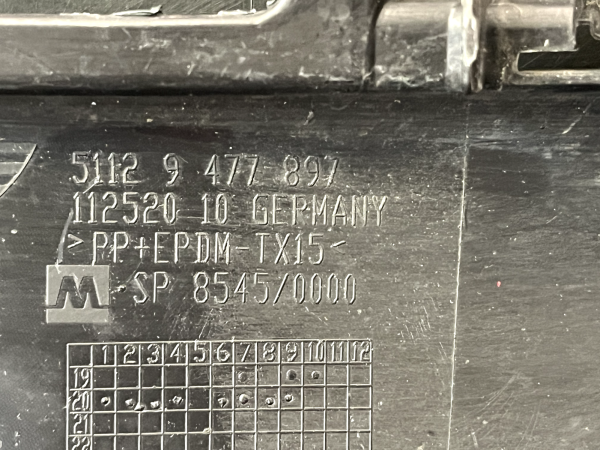 5112 9 477 897
112520 10 GERMANY
>PP+EPDM-TX15<
M SP 8545/0000
1 2 3 4 5 6 7 8 9 10 11 12
19
20
21
22